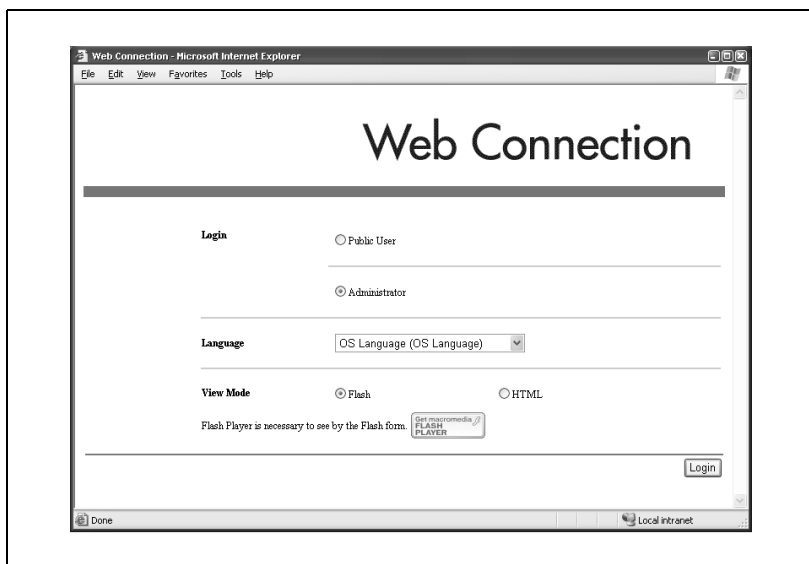 Web Connection - Microsoft Internet Explorer
File Edit View Favorites Tools Help
Web Connection
Login
Public User
Administrator
Language
OS Language (OS Language)
View Mode
Flash
HTML
Flash Player is necessary to see by the Flash form.
Get macromedia
FLASH
PLAYER
Login
Done
Local intranet